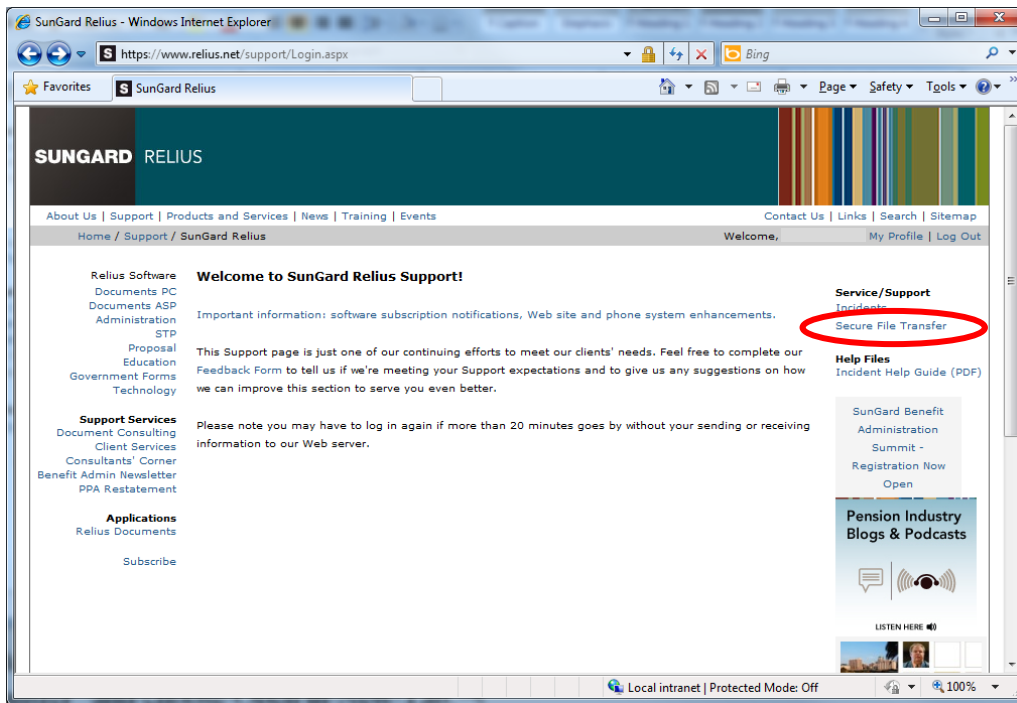 SunGard Relius - Windows Internet Explorer
https://www.relius.net/support/Login.aspx
Bing
Favorites
SunGard Relius
Page Safety Tools
SUNGARD RELIUS
About Us | Support | Products and Services | News | Training | Events
Contact Us | Links | Search | Sitemap
Home / Support / SunGard Relius
Welcome,
My Profile | Log Out
Relius Software
Documents PC
Documents ASP
Administration
STP
Proposal
Education
Government Forms
Technology
Support Services
Document Consulting
Client Services
Consultants' Corner
Benefit Admin Newsletter
PPA Restatement
Applications
Relius Documents
Subscribe
Welcome to SunGard Relius Support!
Important information: software subscription notifications, Web site and phone system enhancements.
This Support page is just one of our continuing efforts to meet our clients' needs. Feel free to complete our
Feedback Form to tell us if we're meeting your Support expectations and to give us any suggestions on how
we can improve this section to serve you even better.
Please note you may have to log in again if more than 20 minutes goes by without your sending or receiving
information to our Web server.
Service/Support
Incidents
Secure File Transfer
Help Files
Incident Help Guide (PDF)
SunGard Benefit
Administration
Summit -
Registration Now
Open
Pension Industry
Blogs & Podcasts
LISTEN HERE
Local intranet | Protected Mode: Off
100%